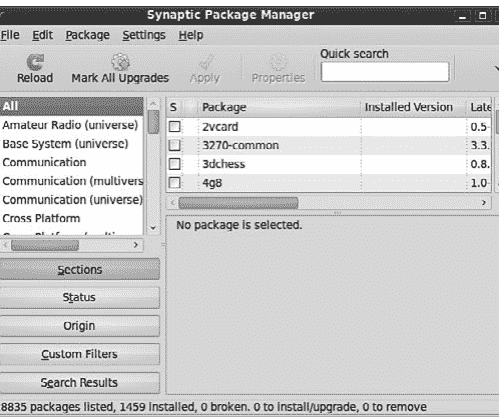 Synaptic Package Manager
File Edit Package Settings Help
Reload Mark All Upgrades Apply Properties Quick search
All
Amateur Radio (universe)
Base System (universe)
Communication
Communication (multivers
Communication (universe)
Cross Platform
S Package Installed Version Late
2vcard 0.5-
3270-common 3.3.
3dchess 0.8.
4g8 1.0-
No package is selected.
Sections
Status
Origin
Custom Filters
Search Results
8835 packages listed, 1459 installed, 0 broken. 0 to install/upgrade, 0 to remove